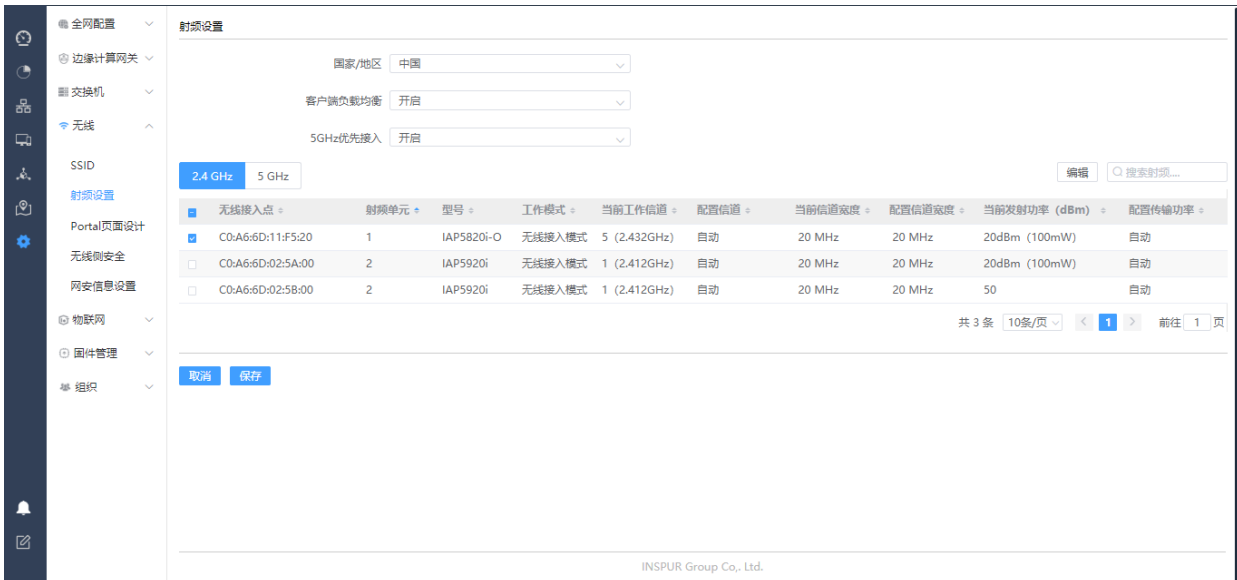 全网配置
边缘计算网关
交换机
无线
SSID
射频设置
Portal页面设计
无线侧安全
网安信息设置
物联网
固件管理
组织
射频设置
国家/地区 中国
客户端负载均衡 开启
5GHz优先接入 开启
2.4 GHz 5 GHz 编辑 搜索射频....
无线接入点 射频单元 型号 工作模式 当前工作信道 配置信道 当前信道宽度 配置信道宽度 当前发射功率 (dBm) 配置传输功率
C0:A6:6D:11:F5:20 1 IAP5820i-O 无线接入模式 5 (2.432GHz) 自动 20 MHz 20 MHz 20dBm (100mW) 自动
C0:A6:6D:02:5A:00 2 IAP5920i 无线接入模式 1 (2.412GHz) 自动 20 MHz 20 MHz 20dBm (100mW) 自动
C0:A6:6D:02:5B:00 2 IAP5920i 无线接入模式 1 (2.412GHz) 自动 20 MHz 20 MHz 50 自动
共 3 条 10条/页 < 1 > 前往 1 页
取消 保存
INSPUR Group Co,. Ltd.